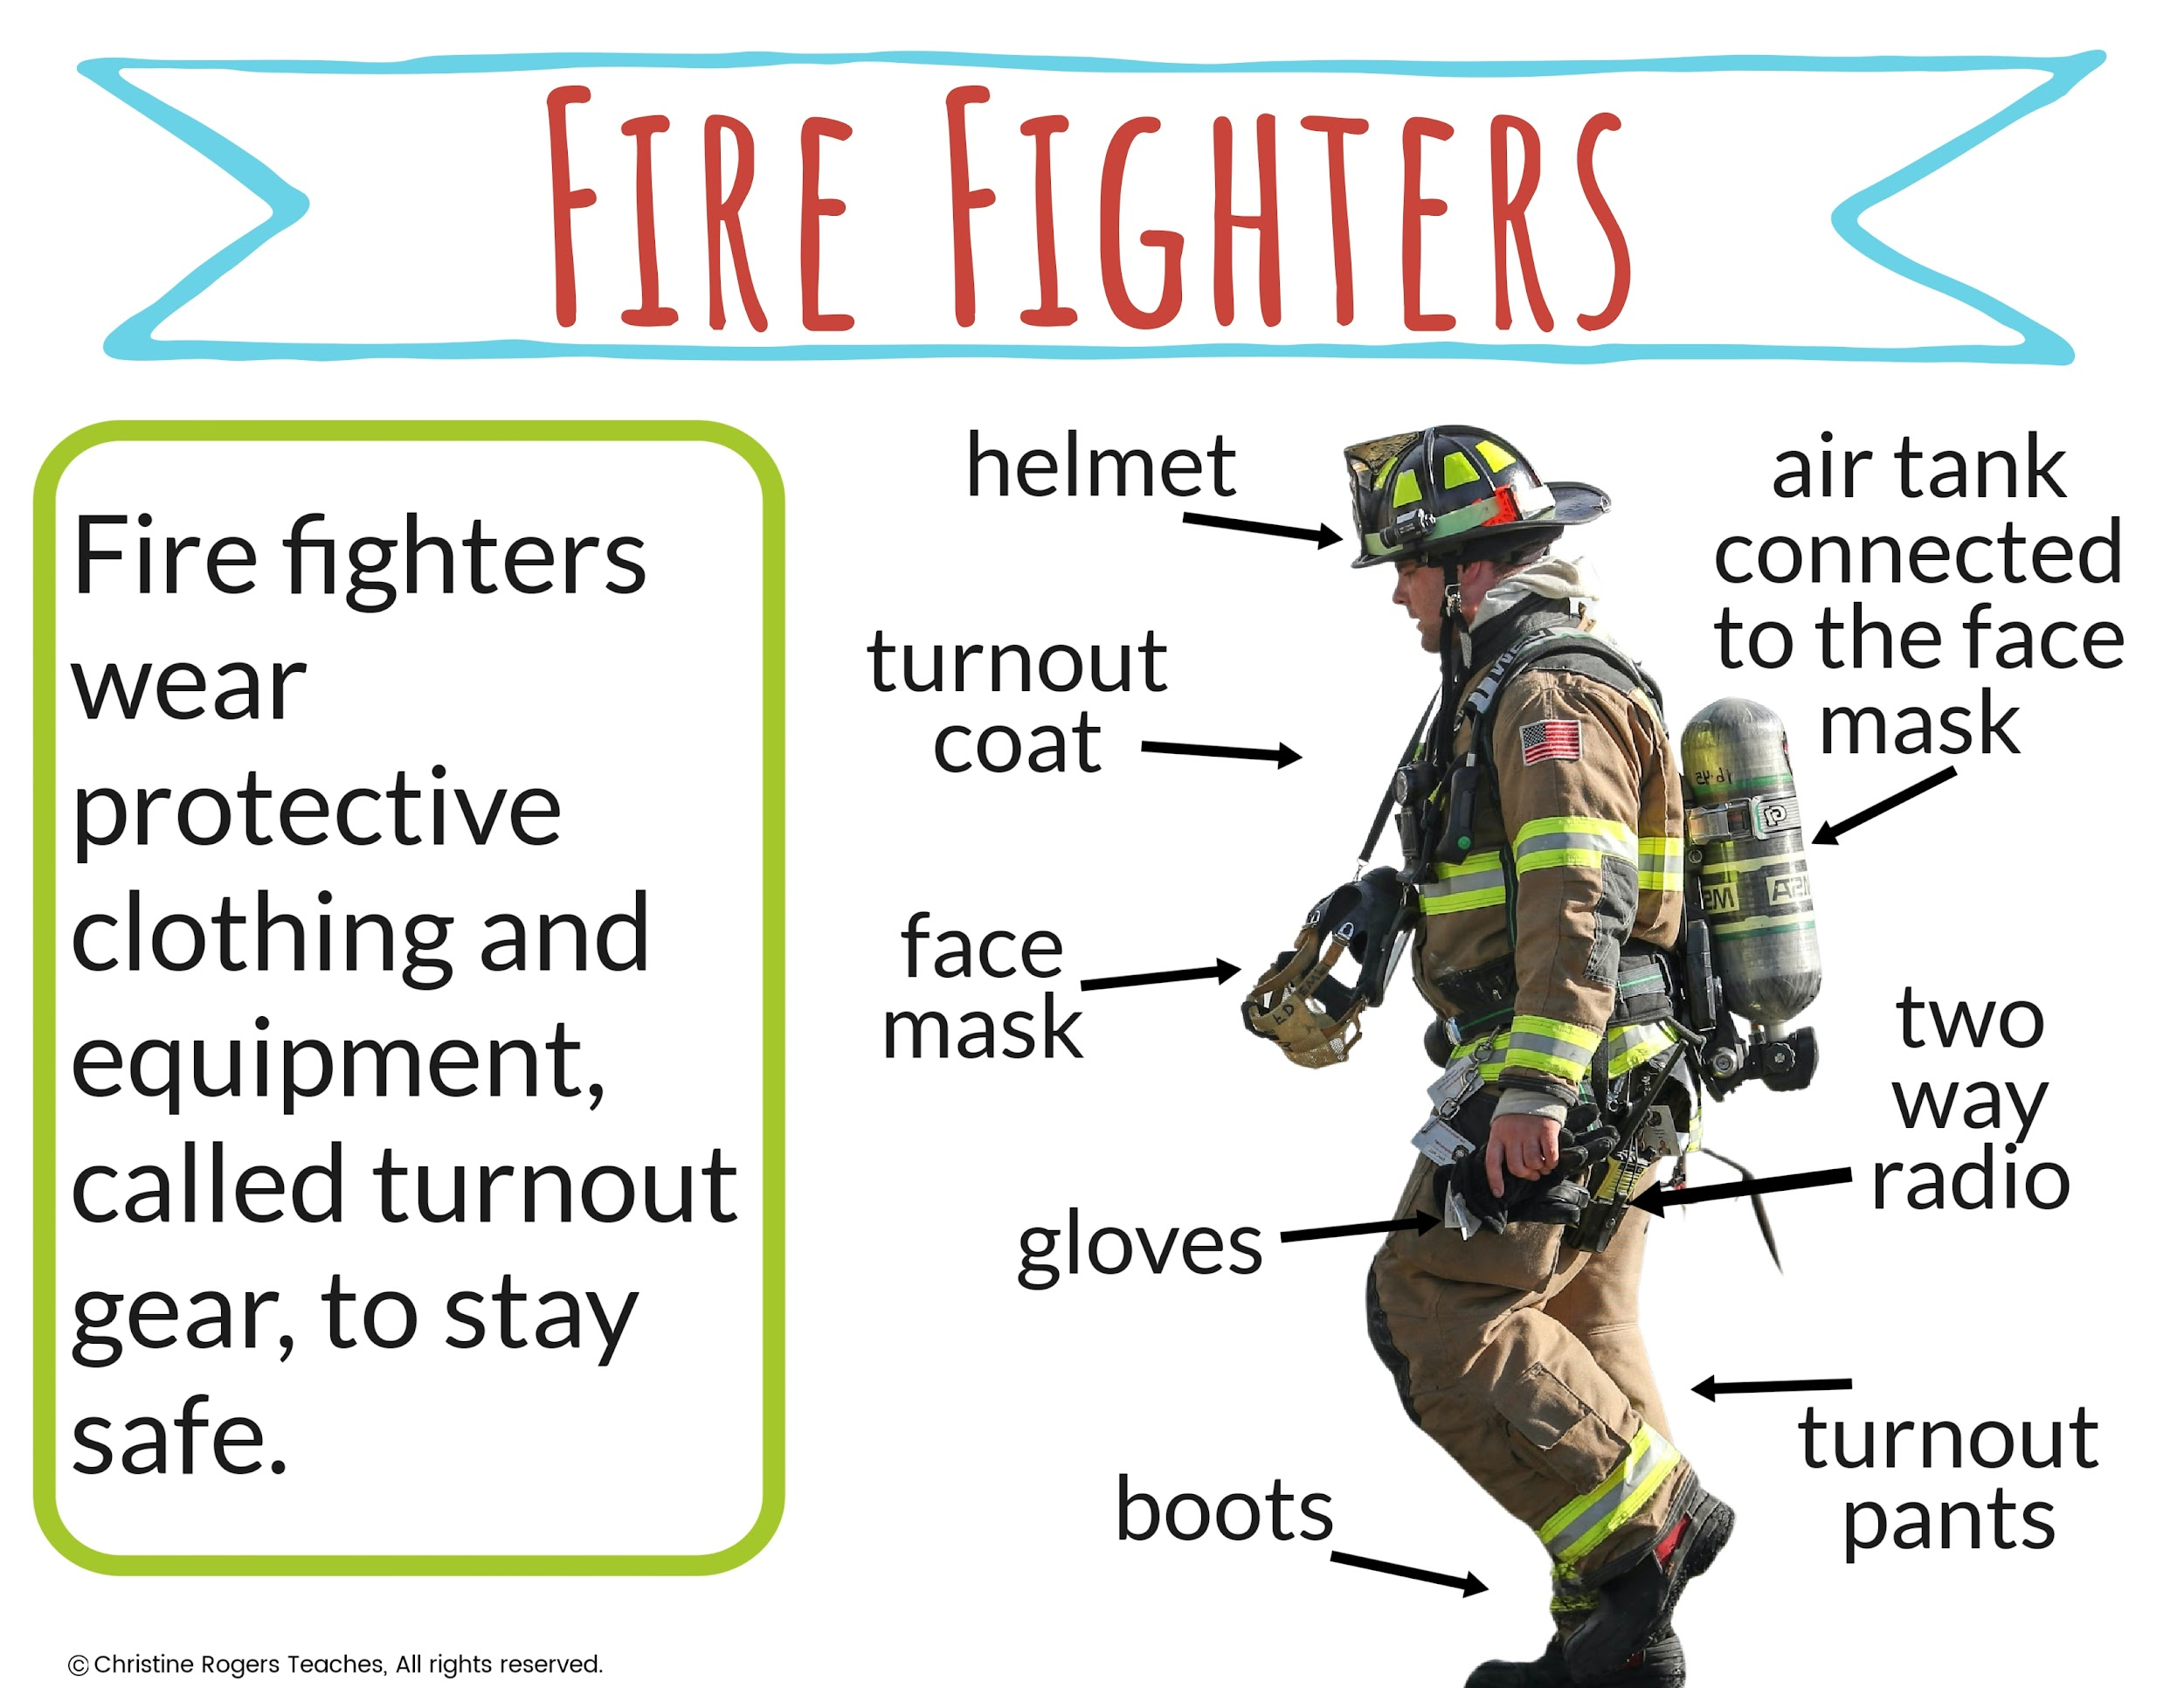 FIRE FIGHTERS
Fire fighters
wear
protective
clothing and
equipment,
called turnout
gear, to stay
safe.
helmet
turnout
coat
face
mask
gloves
boots
air tank
connected
to the face
mask
two
way
radio
turnout
pants
MSA
© Christine Rogers Teaches, All rights reserved.